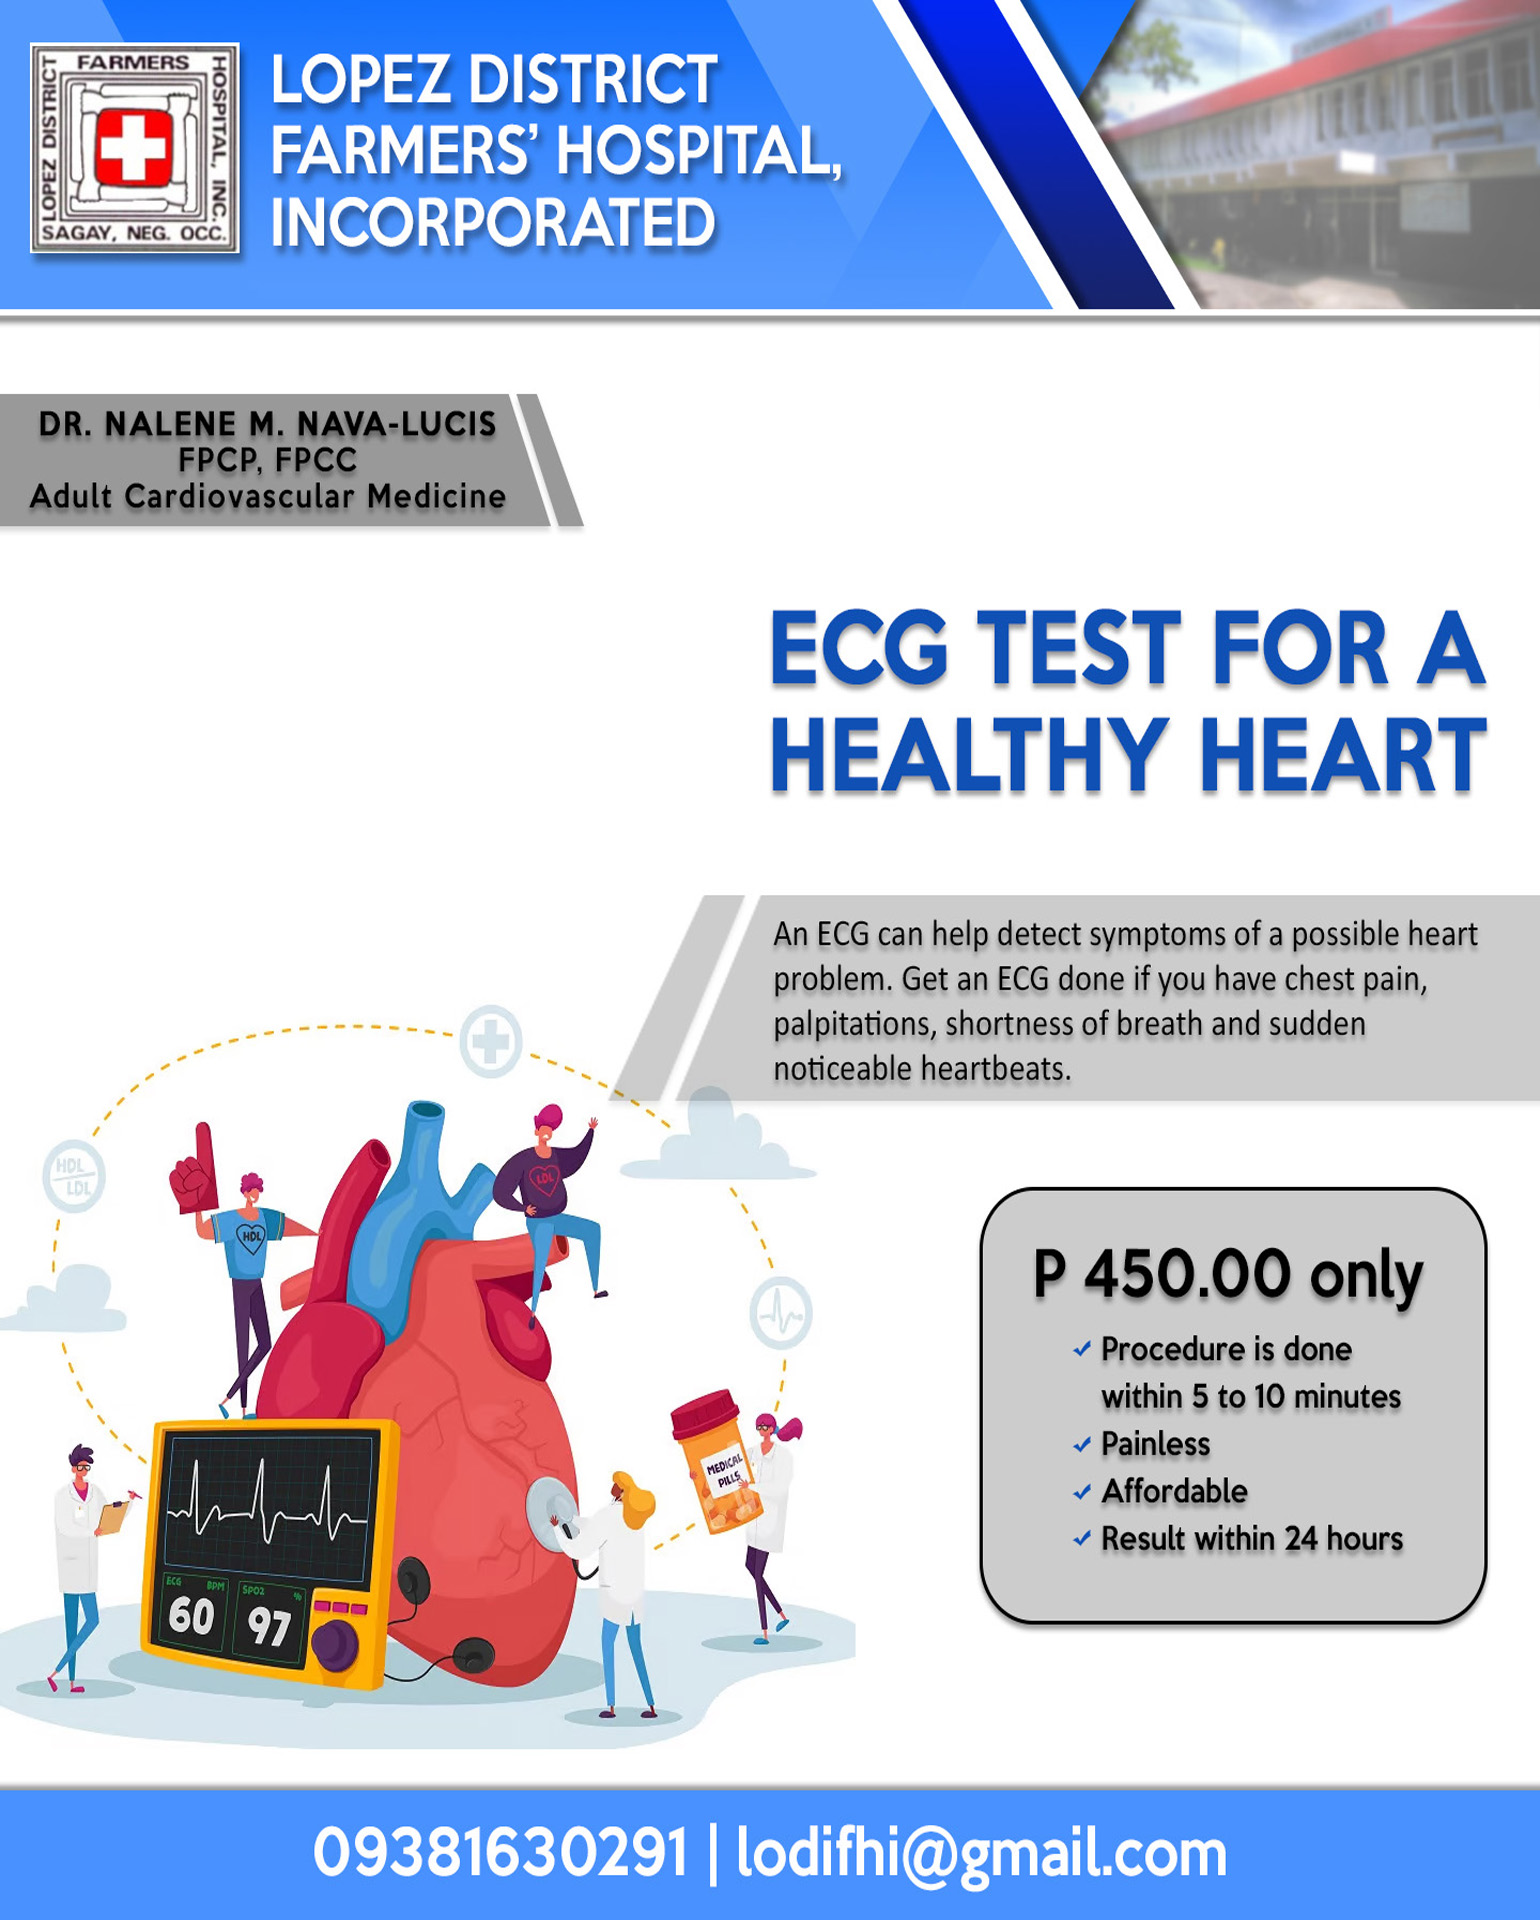 FARMERS
LOPEZ DISTRICT
HOSPITAL, INC.
SAGAY, NEG. OCC.
LOPEZ DISTRICT
FARMERS’ HOSPITAL,
INCORPORATED
DR. NALENE M. NAVA-LUCIS
FPCP, FPCC
Adult Cardiovascular Medicine
ECG TEST FOR A
HEALTHY HEART
An ECG can help detect symptoms of a possible heart
problem. Get an ECG done if you have chest pain,
palpitations, shortness of breath and sudden
noticeable heartbeats.
HDL
LDL
HDL
LDL
MEDICAL
PILLS
ECG BPM
60
SPO2 %
97
P 450.00 only
Procedure is done
within 5 to 10 minutes
Painless
Affordable
Result within 24 hours
09381630291 | lodifhi@gmail.com